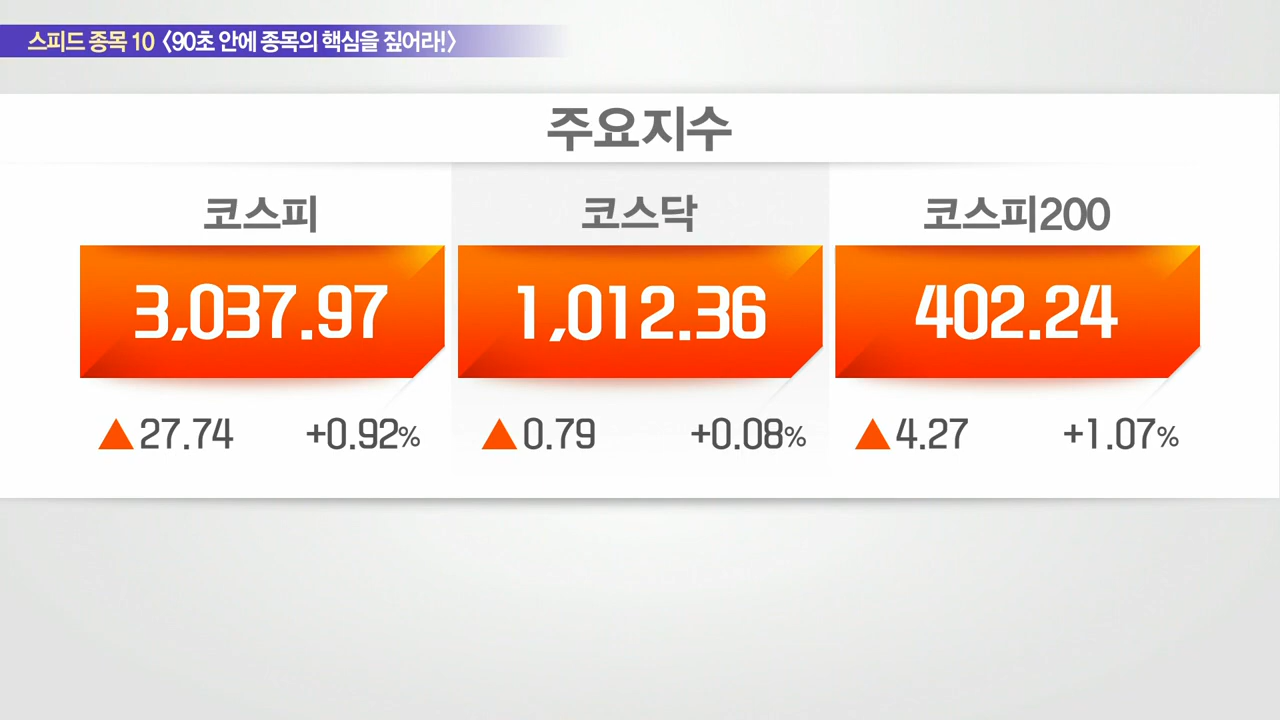 스피드 종목 10 〈90초 안에 종목의 핵심을 짚어라!〉
주요지수
코스피 코스닥 코스피200
3,037.97 1,012.36 402.24
▲ 27.74 +0.92% ▲ 0.79 +0.08% ▲ 4.27 +1.07%